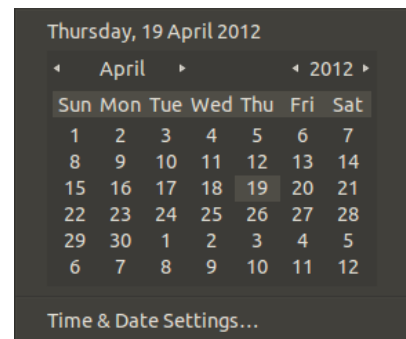 Thursday, 19 April 2012
April 2012
Sun Mon Tue Wed Thu Fri Sat
1 2 3 4 5 6 7
8 9 10 11 12 13 14
15 16 17 18 19 20 21
22 23 24 25 26 27 28
29 30 1 2 3 4 5
6 7 8 9 10 11 12
Time & Date Settings...